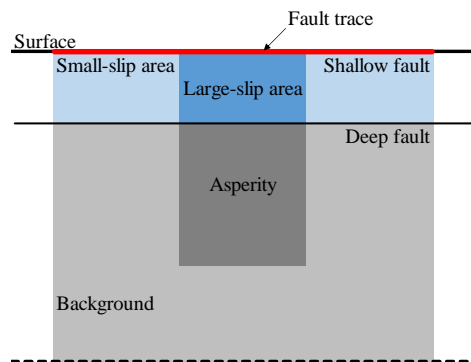 Fault trace
Surface
Small-slip area
Shallow fault
Large-slip area
Deep fault
Asperity
Background